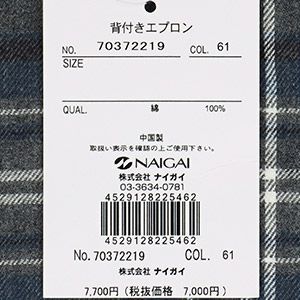 背付きエプロン
NO. 70372219 COL. 61
SIZE
QUAL. 綿 100%
中国製
取扱い表示を確認の上ご使用下さい。
NAIGAI
株式会社 ナイガイ
03-3634-0781
4529128225462
4529128225462
No. 70372219 COL. 61
株式会社 ナイガイ
7,700円(税抜価格 7,000円)